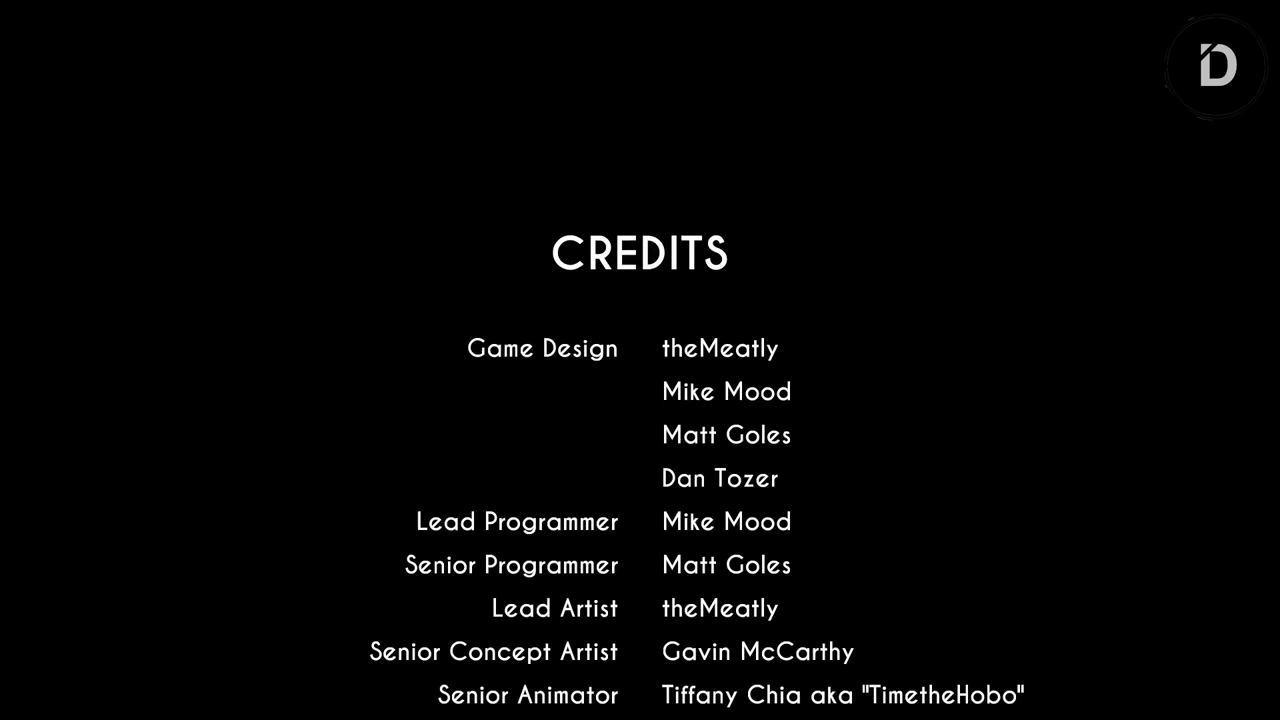 D
CREDITS
Game Design theMeatly
Mike Mood
Matt Goles
Dan Tozer
Lead Programmer Mike Mood
Senior Programmer Matt Goles
Lead Artist theMeatly
Senior Concept Artist Gavin McCarthy
Senior Animator Tiffany Chia aka "TimetheHobo"